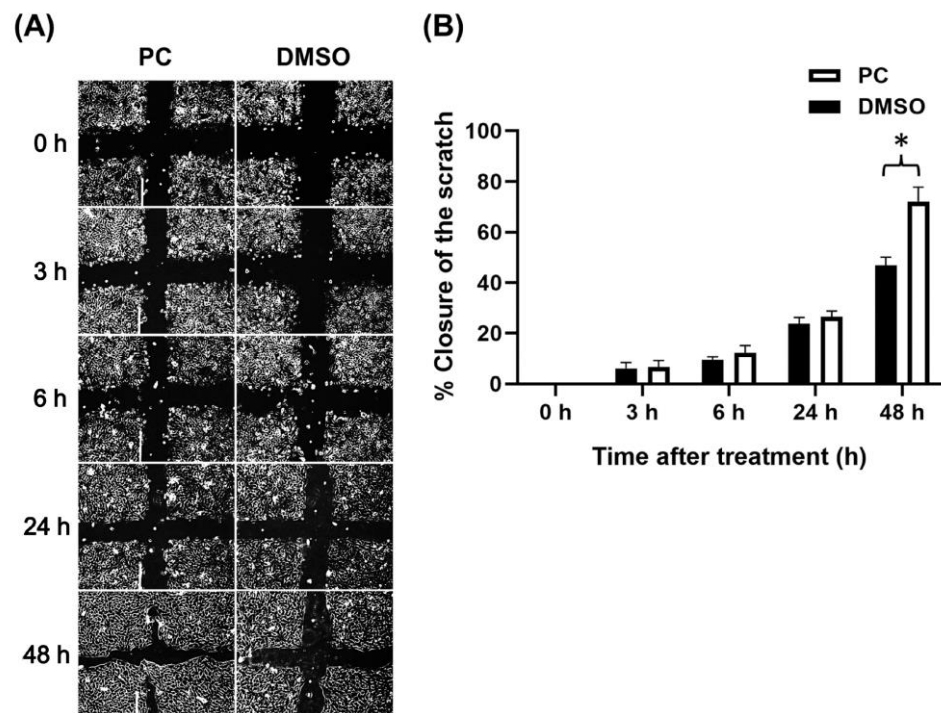 (A)
PC DMSO
0 h
3 h
6 h
24 h
48 h
(B)
PC
DMSO
*
% Closure of the scratch
100
80
60
40
20
0
0 h 3 h 6 h 24 h 48 h
Time after treatment (h)